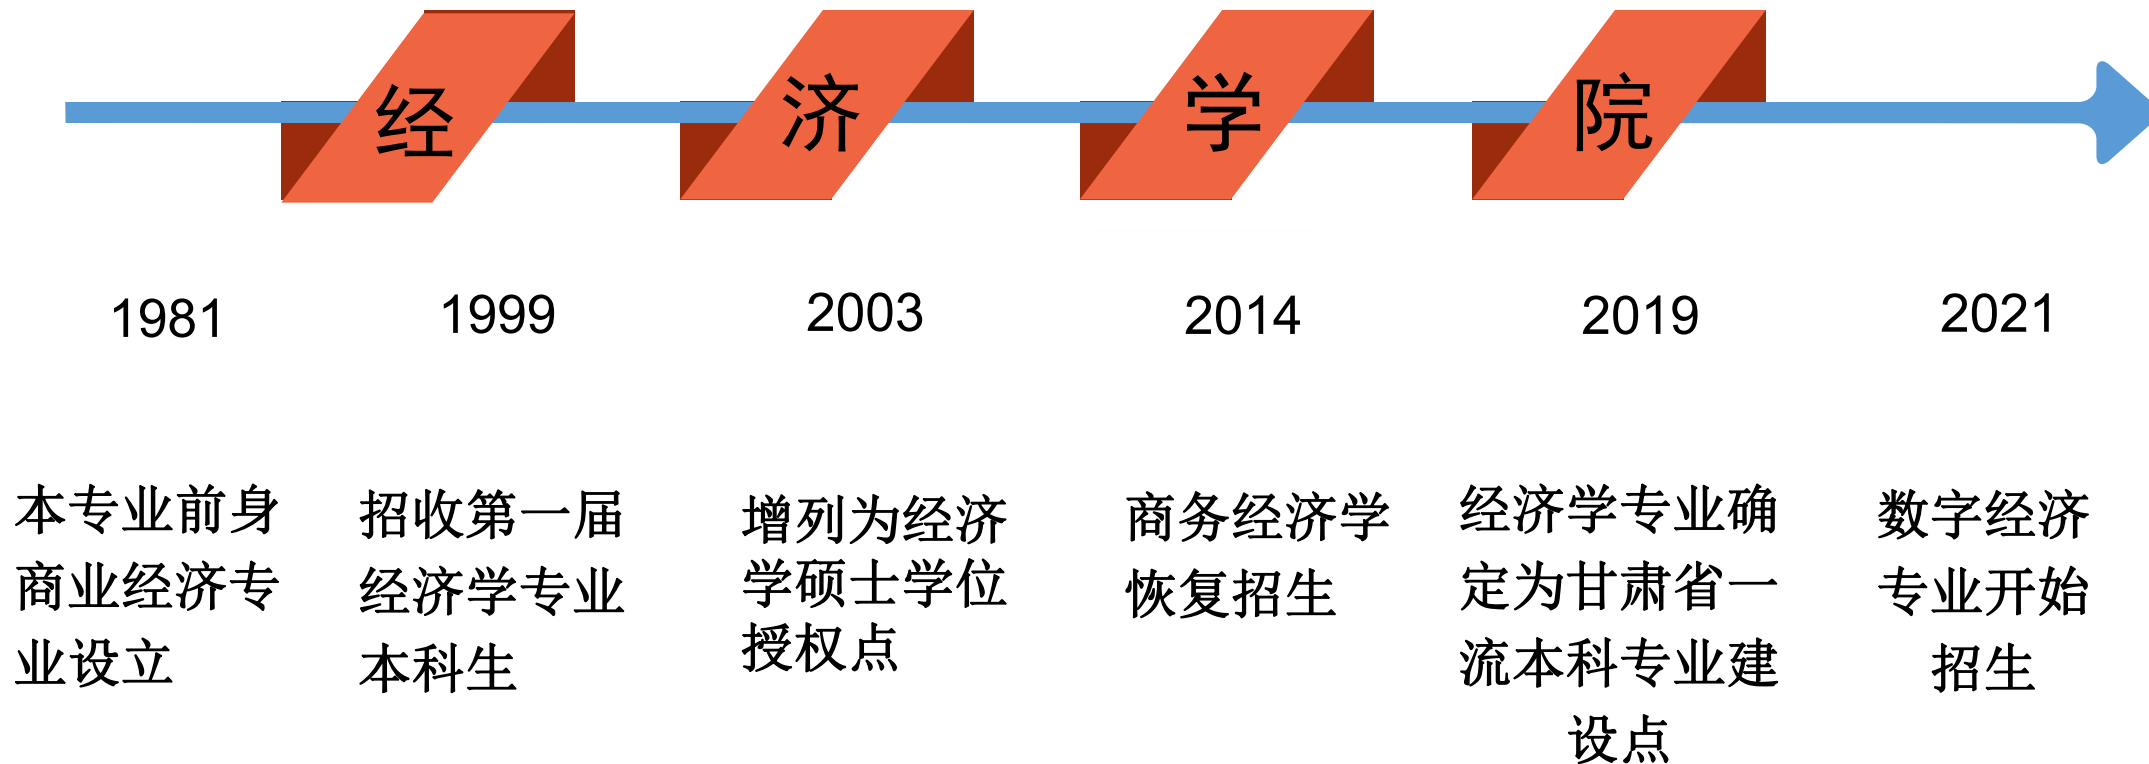 经 济 学 院
1981 1999 2003 2014 2019 2021
本专业前身
商业经济专
业设立
招收第一届
经济学专业
本科生
增列为经济
学硕士学位
授权点
商务经济学
恢复招生
经济学专业确
定为甘肃省一
流本科专业建
设点
数字经济
专业开始
招生